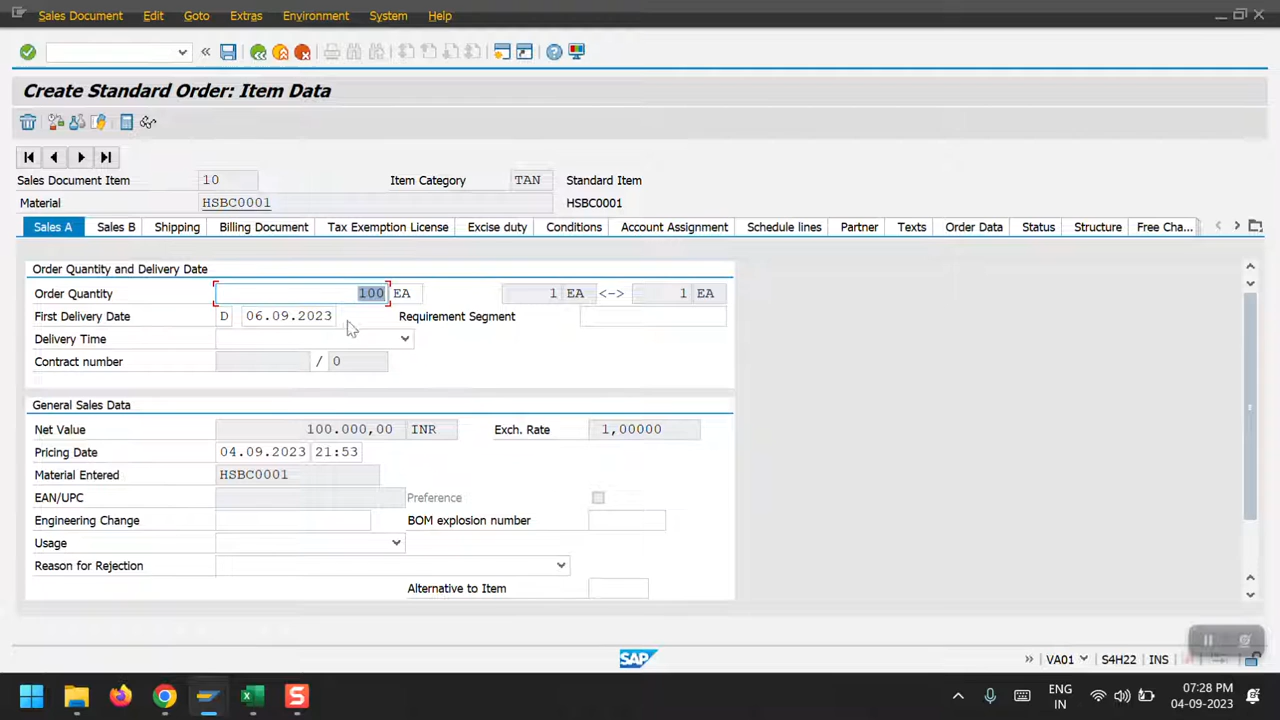 Sales Document Edit Goto Extras Environment System Help
Create Standard Order: Item Data
Sales Document Item 10 Item Category TAN Standard Item
Material HSBC0001 HSBC0001
Sales A Sales B Shipping Billing Document Tax Exemption License Excise duty Conditions Account Assignment Schedule lines Partner Texts Order Data Status Structure Free Cha...
Order Quantity and Delivery Date
Order Quantity 100 EA 1 EA <-> 1 EA
First Delivery Date D 06.09.2023 Requirement Segment
Delivery Time
Contract number / 0
General Sales Data
Net Value 100.000,00 INR Exch. Rate 1,00000
Pricing Date 04.09.2023 21:53
Material Entered HSBC0001
EAN/UPC Preference
Engineering Change BOM explosion number
Usage
Reason for Rejection
Alternative to Item
SAP VA01 S4H22 INS
ENG 07:28 PM
IN 04-09-2023